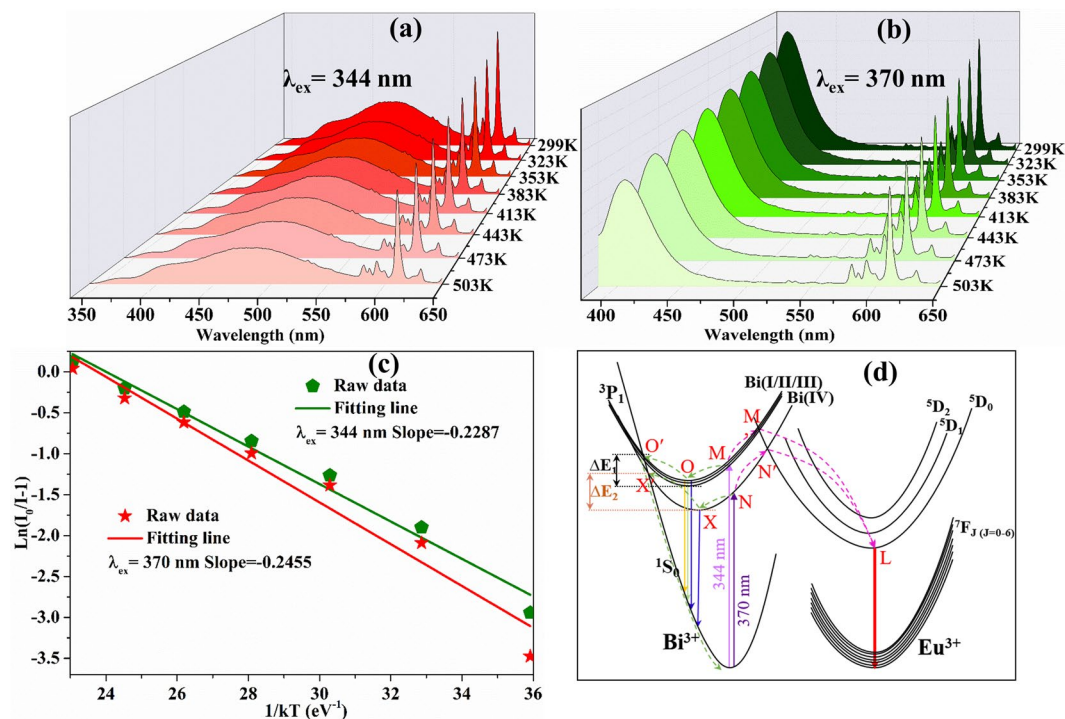 (a)
λex= 344 nm
299K
323K
353K
383K
413K
443K
473K
503K
350 400 450 500 550 600 650
Wavelength (nm)
(b)
λex= 370 nm
299K
323K
353K
383K
413K
443K
473K
503K
400 450 500 550 600 650
Wavelength (nm)
(c)
Ln(I0/I-1)
0.0
-0.5
-1.0
-1.5
-2.0
-2.5
-3.0
-3.5
Raw data
Fitting line
λex= 344 nm Slope=-0.2287
Raw data
Fitting line
λex= 370 nm Slope=-0.2455
24 26 28 30 32 34 36
1/kT (eV-1)
(d)
3P1
Bi(I/II/III)
Bi(IV)
5D2
5D1
5D0
O'
O
M
M'
N'
ΔE1
ΔE2
X'
X
N
1S0
344 nm
370 nm
L
7FJ (J=0-6)
Bi3+
Eu3+